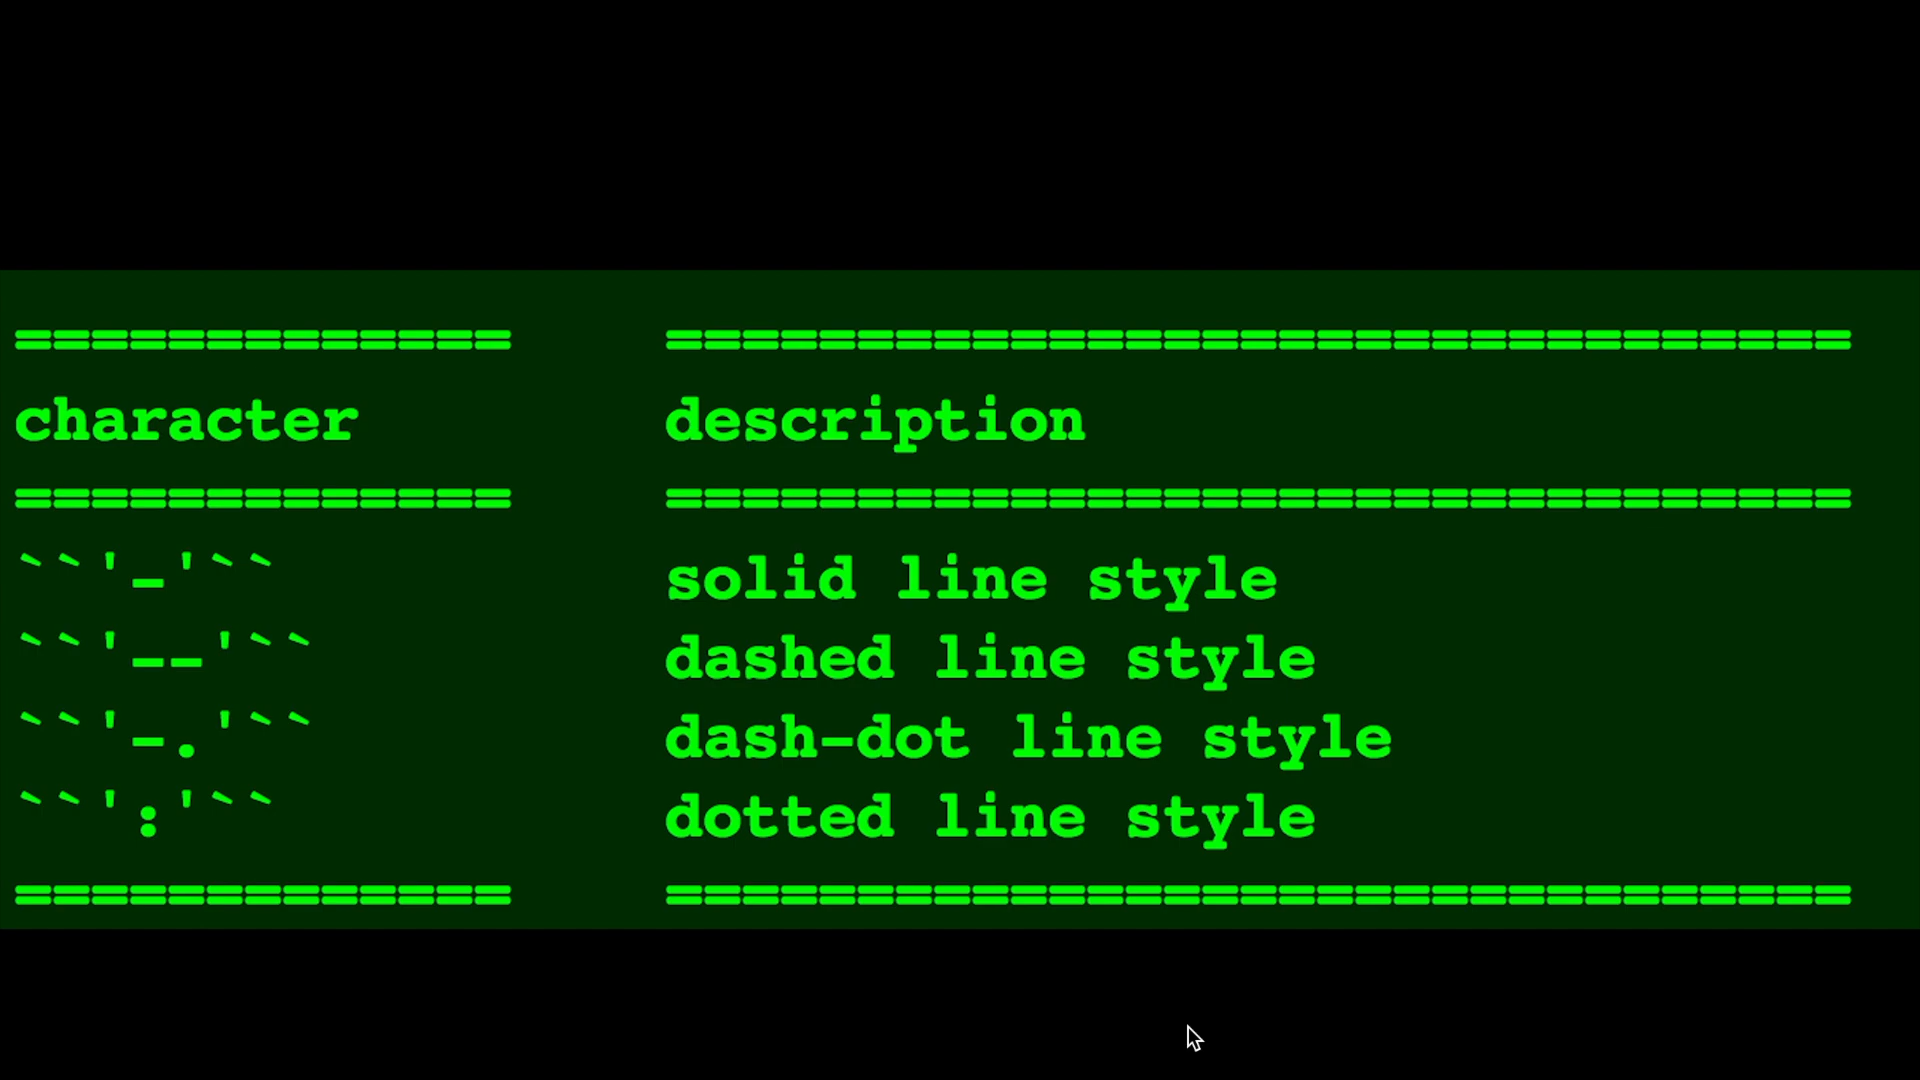 =============    ===============================
character        description
=============    ===============================
``'-'``          solid line style
``'--'``         dashed line style
``'-.'``         dash-dot line style
``':'``          dotted line style
=============    ===============================